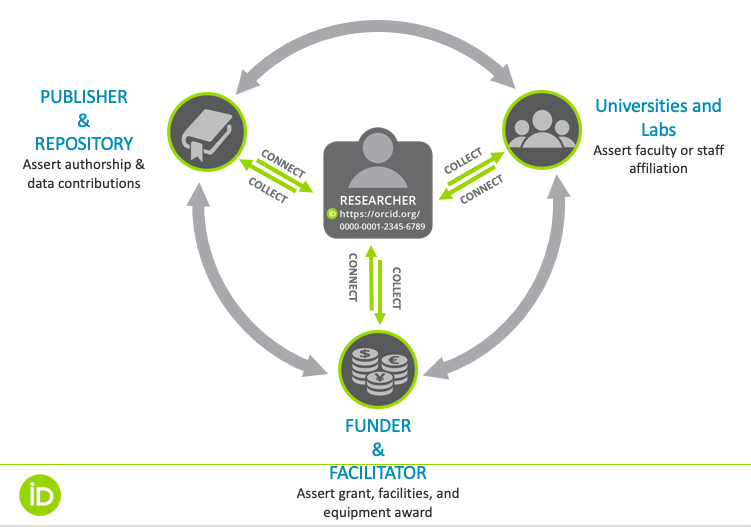 PUBLISHER
&
REPOSITORY
Assert authorship &
data contributions
Universities and
Labs
Assert faculty or staff
affiliation
CONNECT
COLLECT
COLLECT
CONNECT
RESEARCHER
iD https://orcid.org/
0000-0001-2345-6789
CONNECT
COLLECT
$
€
¥
FUNDER
&
FACILITATOR
Assert grant, facilities, and
equipment award
iD